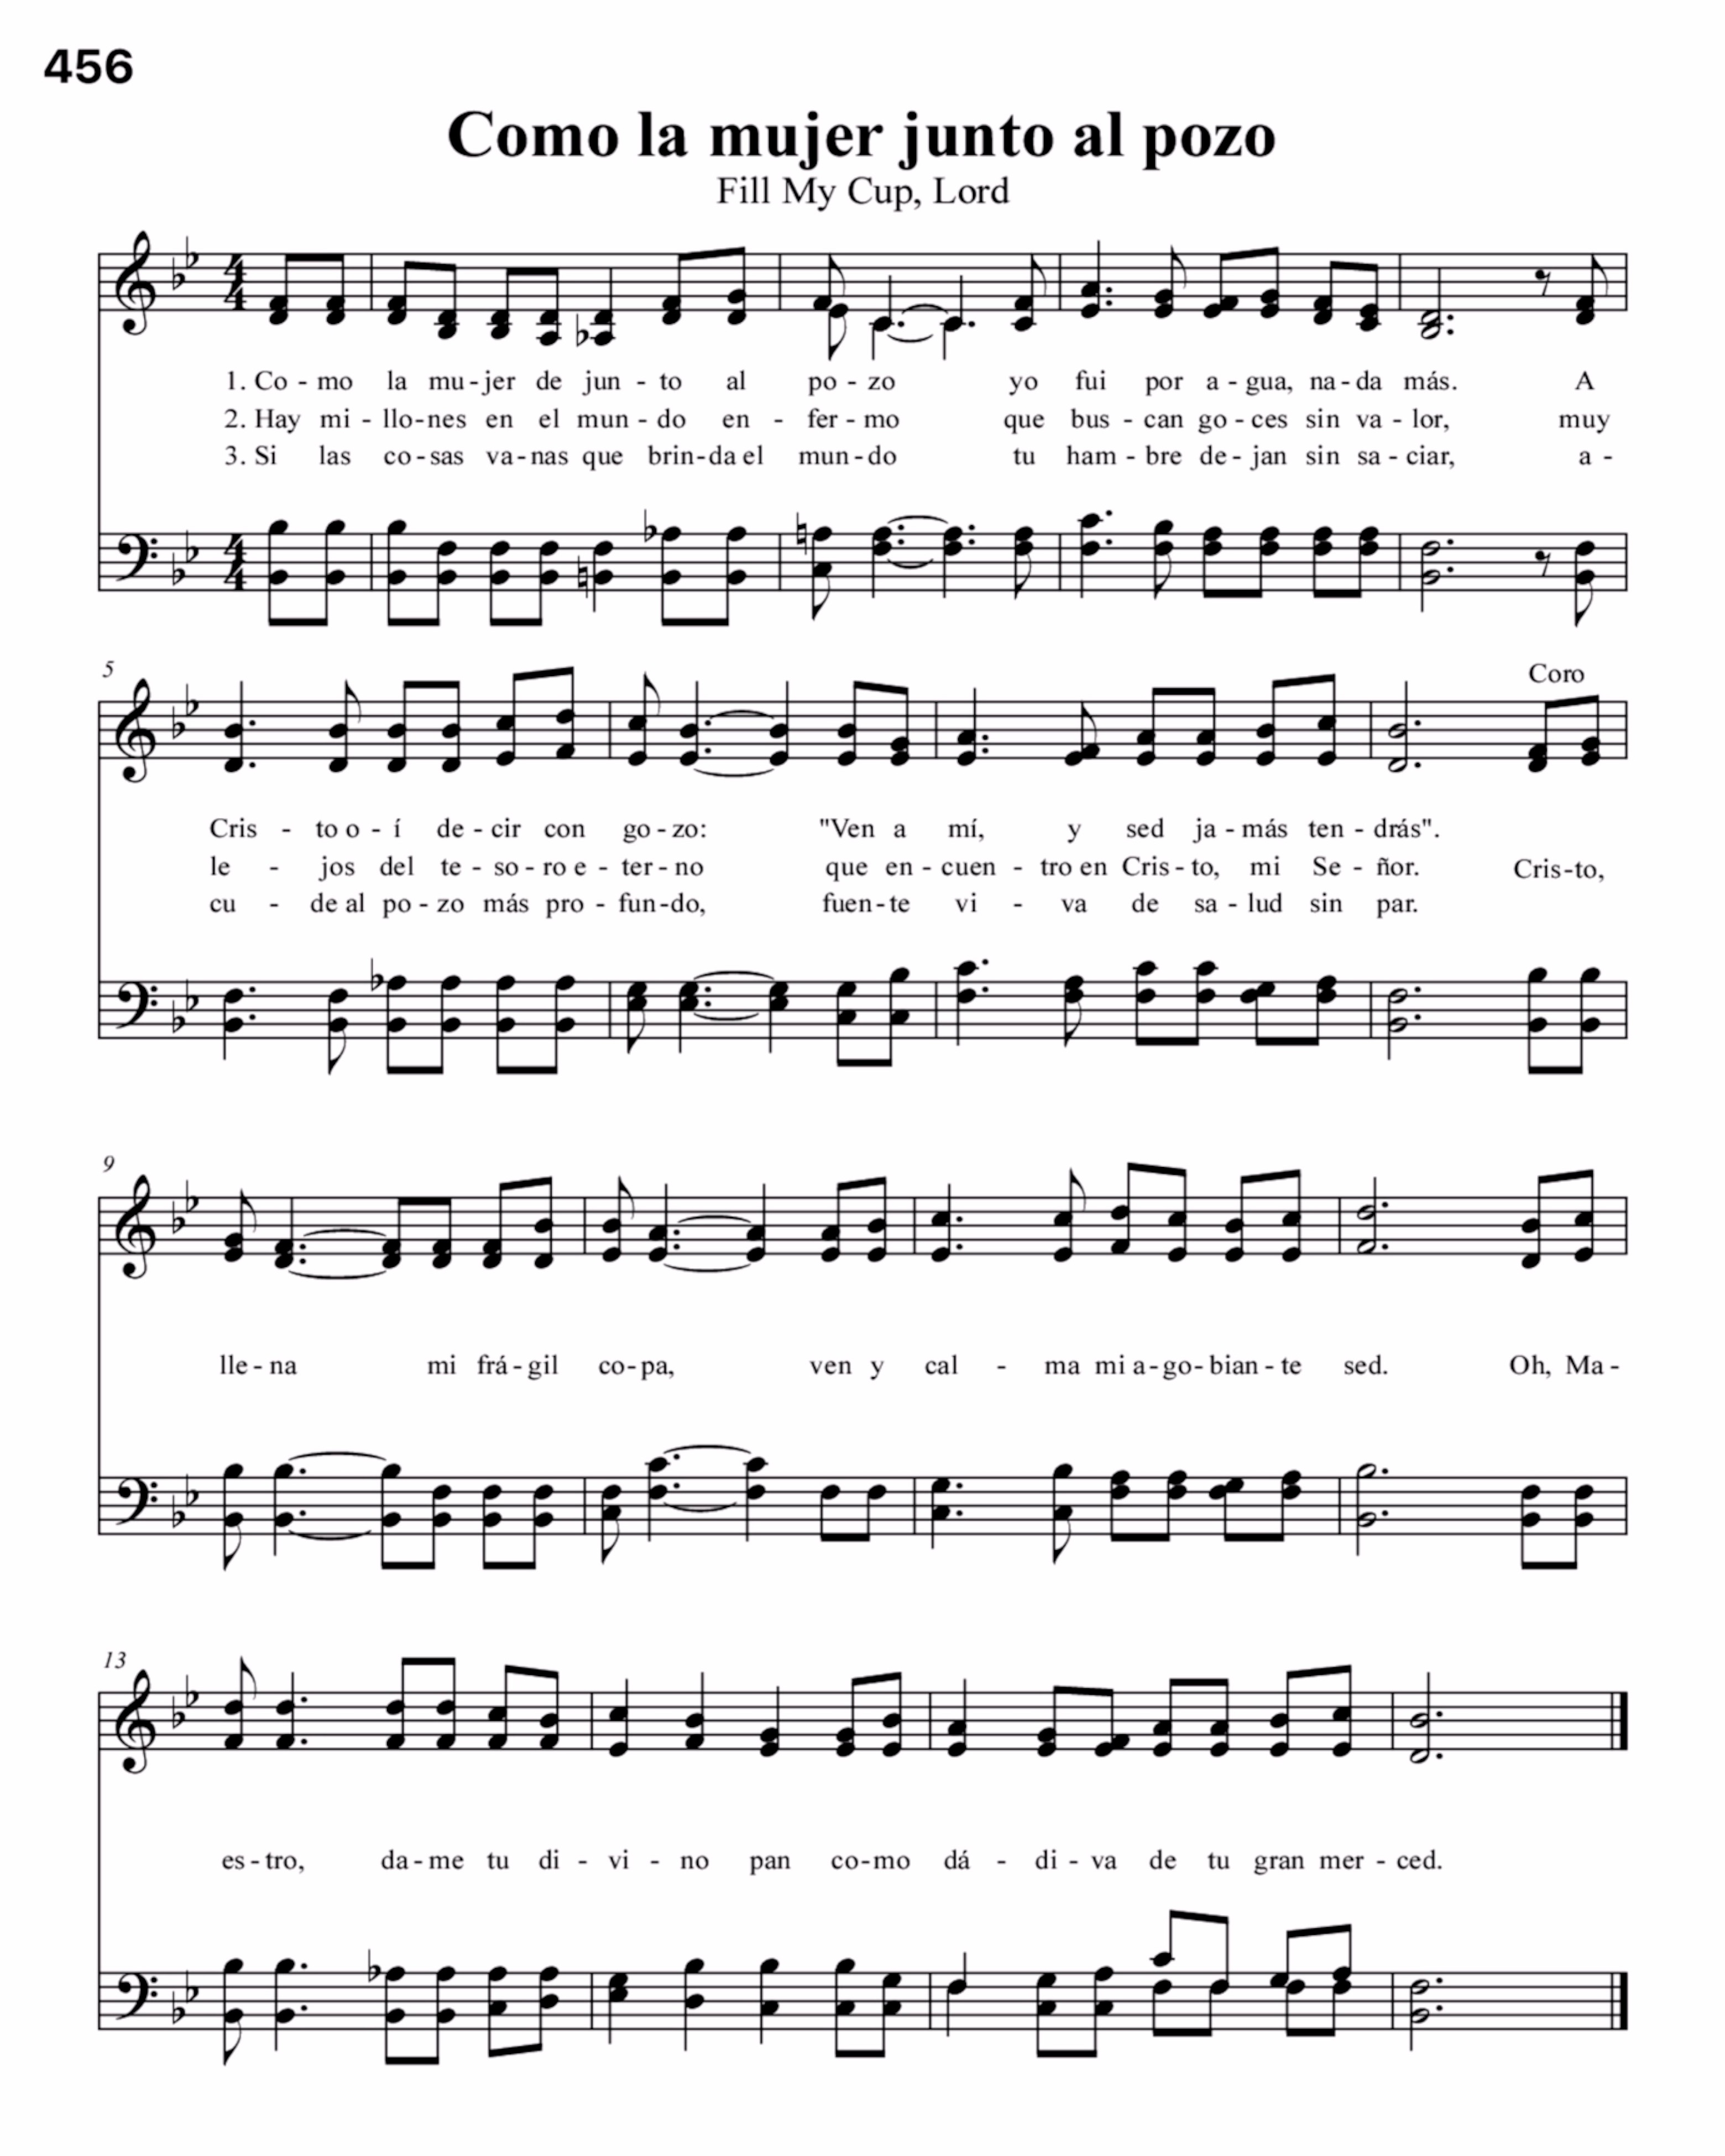 456
Como la mujer junto al pozo
Fill My Cup, Lord
1. Co - mo la mu - jer de jun - to al po - zo yo fui por a - gua, na - da más. A
2. Hay mi - llo - nes en el mun - do en - fer - mo que bus - can go - ces sin va - lor, muy
3. Si las co - sas va - nas que brin - da el mun - do tu ham - bre de - jan sin sa - ciar, a -
5
Coro
Cris - to o - í de - cir con go - zo: "Ven a mí, y sed ja - más ten - drás".
le - jos del te - so - ro e - ter - no que en - cuen - tro en Cris - to, mi Se - ñor. Cris - to,
cu - de al po - zo más pro - fun - do, fuen - te vi - va de sa - lud sin par.
9
lle - na mi frá - gil co - pa, ven y cal - ma mi a - go - bian - te sed. Oh, Ma -
13
es - tro, da - me tu di - vi - no pan co - mo dá - di - va de tu gran mer - ced.